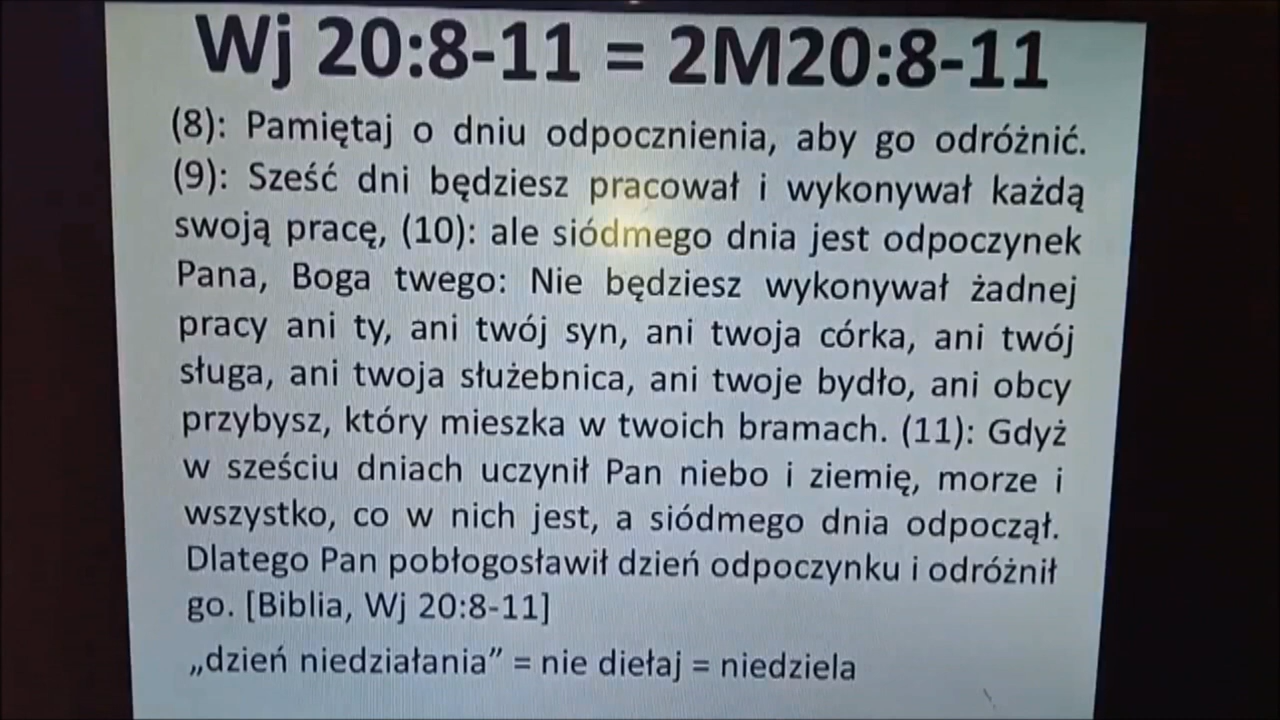 Wj 20:8-11 = 2M20:8-11
(8): Pamiętaj o dniu odpocznienia, aby go odróżnić.
(9): Sześć dni będziesz pracował i wykonywał każdą
swoją pracę, (10): ale siódmego dnia jest odpoczynek
Pana, Boga twego: Nie będziesz wykonywał żadnej
pracy ani ty, ani twój syn, ani twoja córka, ani twój
sługa, ani twoja służebnica, ani twoje bydło, ani obcy
przybysz, który mieszka w twoich bramach. (11): Gdyż
w sześciu dniach uczynił Pan niebo i ziemię, morze i
wszystko, co w nich jest, a siódmego dnia odpoczął.
Dlatego Pan pobłogosławił dzień odpoczynku i odróżnił
go. [Biblia, Wj 20:8-11]
„dzień niedziałania” = nie diełaj = niedziela